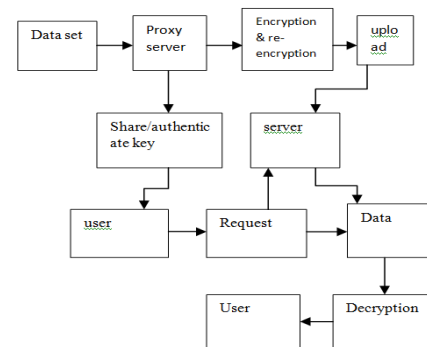 Data set
Proxy
server
Encryption
& re-
encryption
uplo
ad
Share/authentic
ate key
server
user
Request
Data
User
Decryption